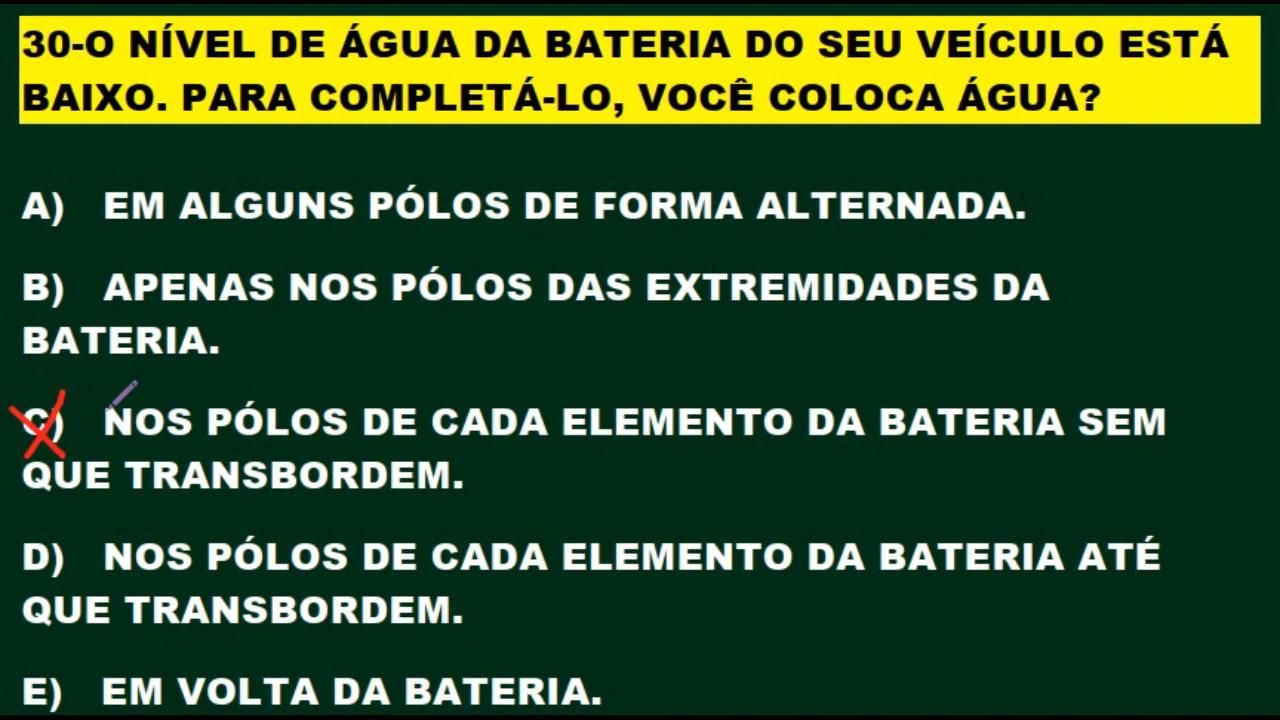 30-O NÍVEL DE ÁGUA DA BATERIA DO SEU VEÍCULO ESTÁ
BAIXO. PARA COMPLETÁ-LO, VOCÊ COLOCA ÁGUA?
A) EM ALGUNS PÓLOS DE FORMA ALTERNADA.
B) APENAS NOS PÓLOS DAS EXTREMIDADES DA
BATERIA.
C) NOS PÓLOS DE CADA ELEMENTO DA BATERIA SEM
QUE TRANSBORDEM.
D) NOS PÓLOS DE CADA ELEMENTO DA BATERIA ATÉ
QUE TRANSBORDEM.
E) EM VOLTA DA BATERIA.